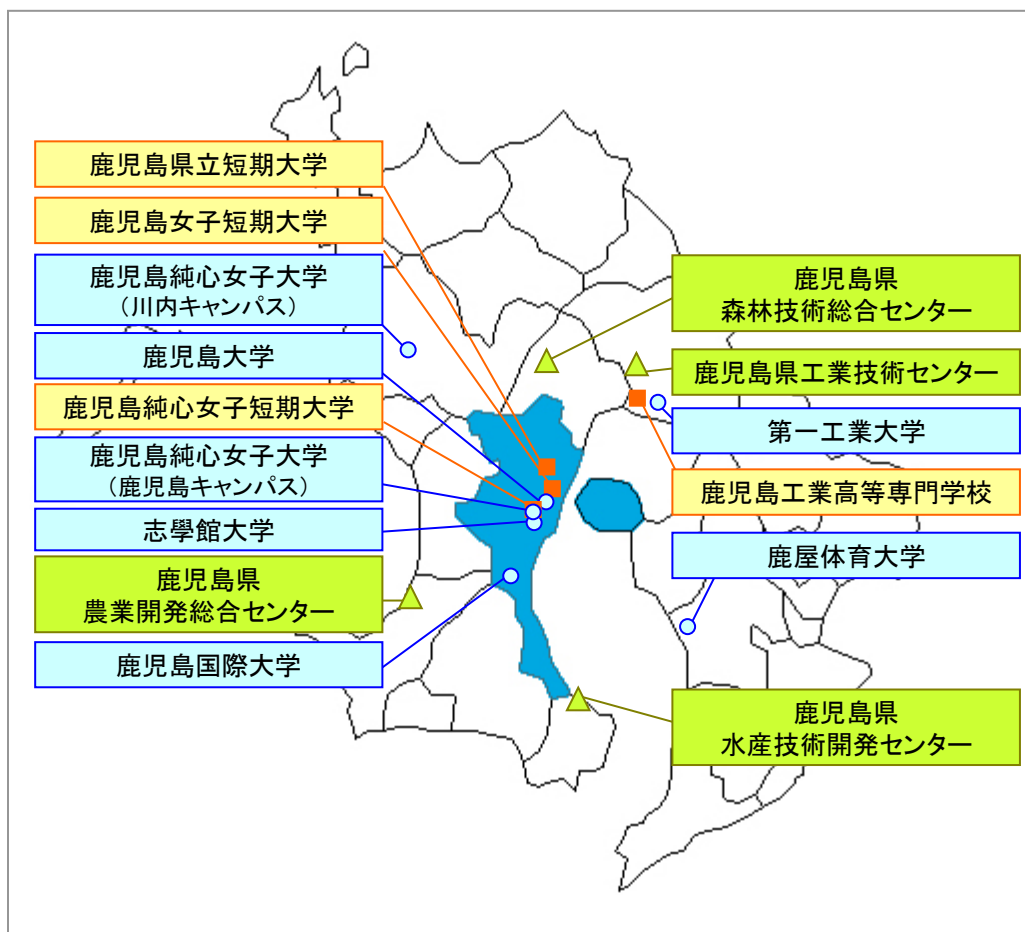 鹿児島県立短期大学
鹿児島女子短期大学
鹿児島純心女子大学
（川内キャンパス）
鹿児島大学
鹿児島純心女子短期大学
鹿児島純心女子大学
（鹿児島キャンパス）
志學館大学
鹿児島県
農業開発総合センター
鹿児島国際大学
鹿児島県
森林技術総合センター
鹿児島県工業技術センター
第一工業大学
鹿児島工業高等専門学校
鹿屋体育大学
鹿児島県
水産技術開発センター